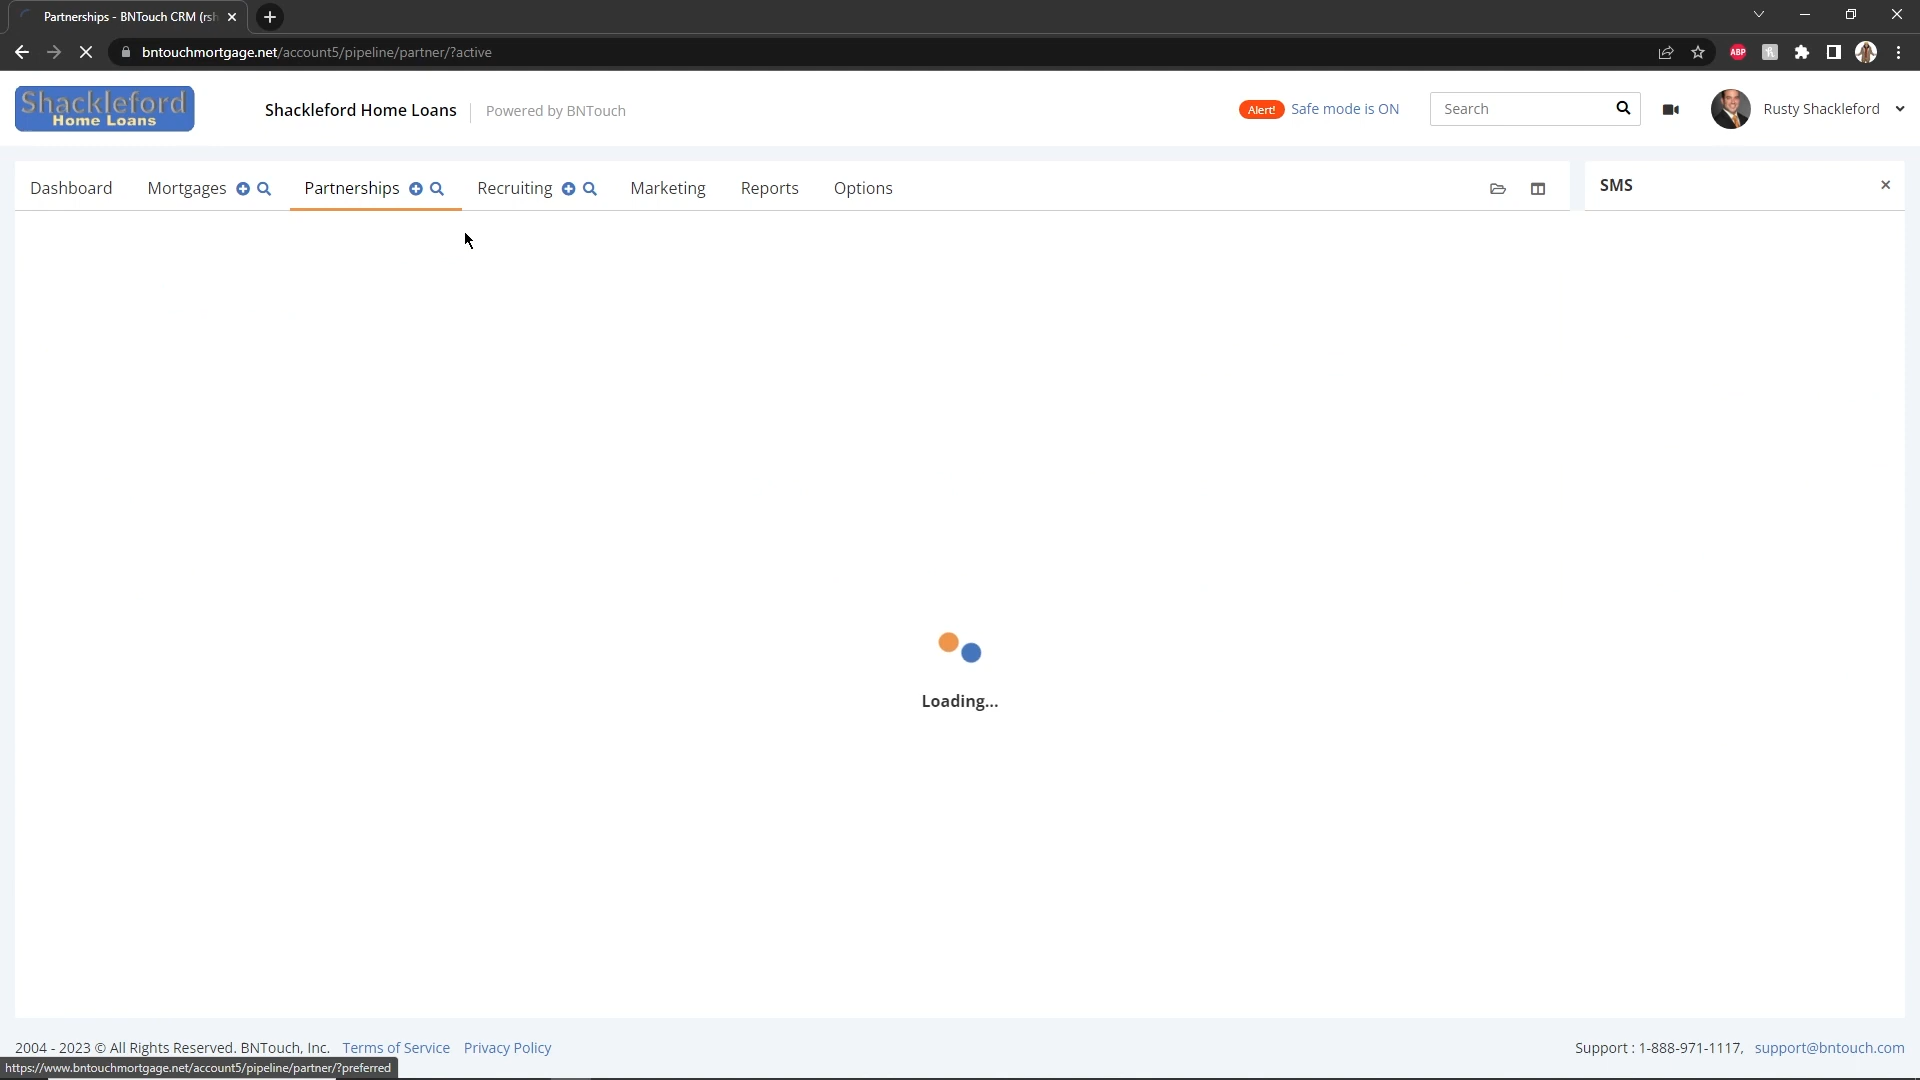 Partnerships - BNTouch CRM (rsh
bntouchmortgage.net/account5/pipeline/partner/?active
ABP
Shackleford
Home Loans
Shackleford Home Loans
Powered by BNTouch
Alert!
Safe mode is ON
Search
Rusty Shackleford
Dashboard
Mortgages
Partnerships
Recruiting
Marketing
Reports
Options
SMS
Loading...
2004 - 2023 © All Rights Reserved. BNTouch, Inc.
Terms of Service
Privacy Policy
Support : 1-888-971-1117,
support@bntouch.com
https://www.bntouchmortgage.net/account5/pipeline/partner/?preferred